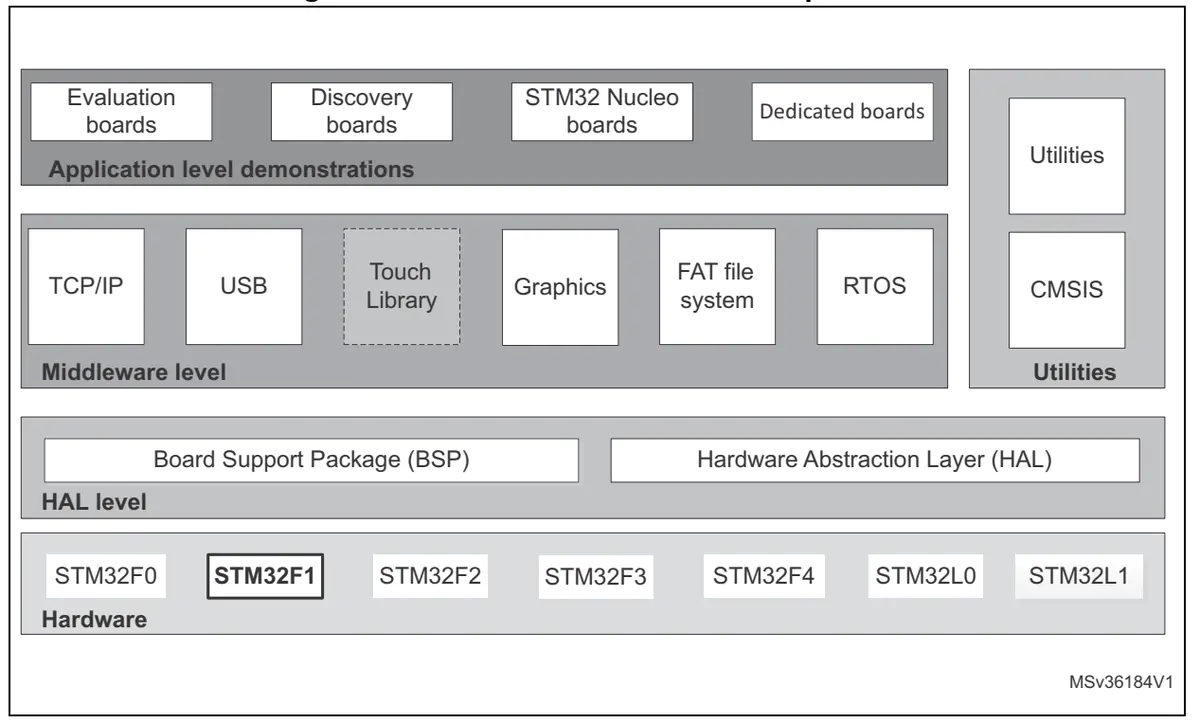 Evaluation
boards
Discovery
boards
STM32 Nucleo
boards
Dedicated boards
Application level demonstrations
Utilities
CMSIS
Utilities
TCP/IP
USB
Touch
Library
Graphics
FAT file
system
RTOS
Middleware level
Board Support Package (BSP)
Hardware Abstraction Layer (HAL)
HAL level
STM32F0
STM32F1
STM32F2
STM32F3
STM32F4
STM32L0
STM32L1
Hardware
MSv36184V1